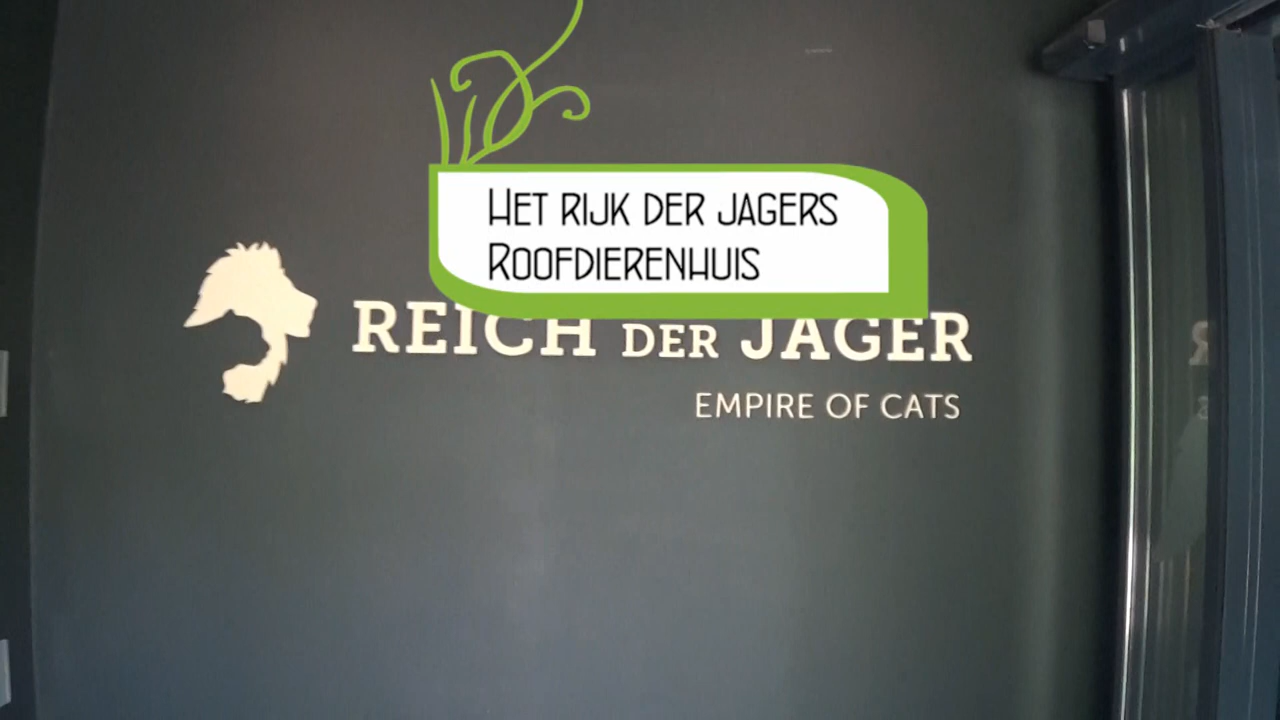 Het rijk der jagers
Roofdierenhuis
REICH DER JÄGER
EMPIRE OF CATS